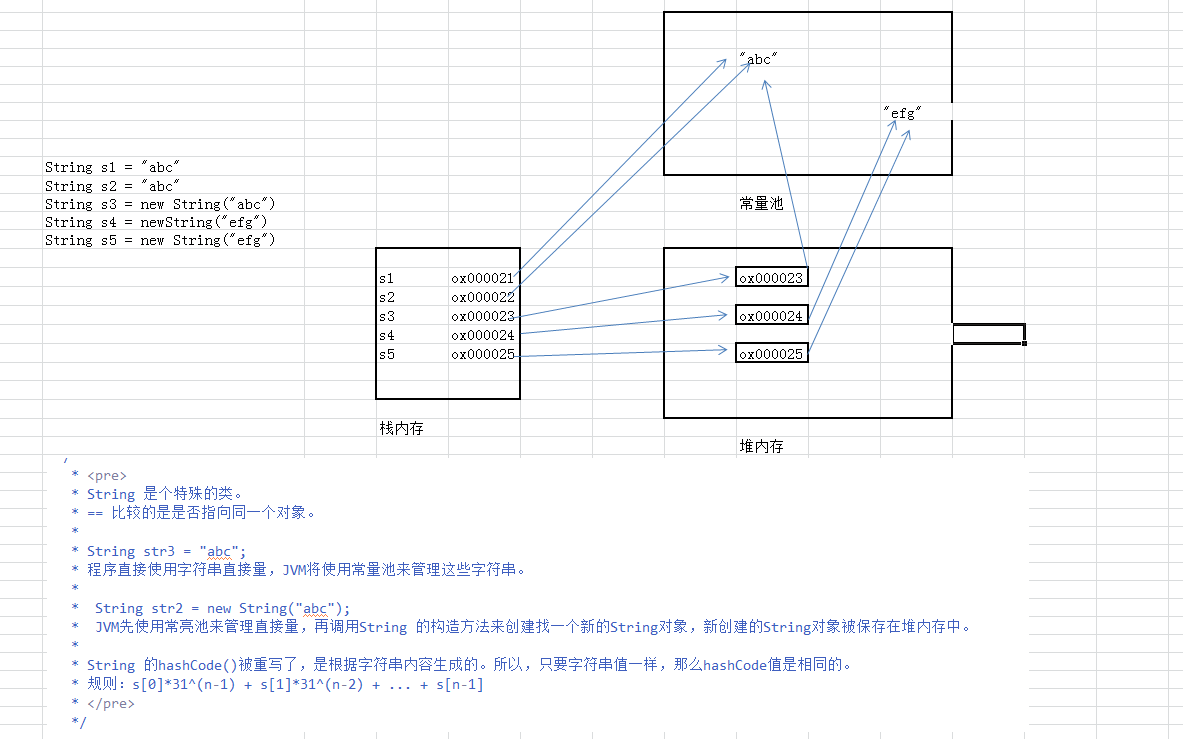 "abc"
"efg"
String s1 = "abc"
String s2 = "abc"
String s3 = new String("abc")
String s4 = newString("efg")
String s5 = new String("efg")
常量池
s1 ox000021
s2 ox000022
s3 ox000023
s4 ox000024
s5 ox000025
ox000023
ox000024
ox000025
栈内存
堆内存
/
* <pre>
* String 是个特殊的类。
* == 比较的是是否指向同一个对象。
*
* String str3 = "abc";
* 程序直接使用字符串直接量，JVM将使用常量池来管理这些字符串。
*
* String str2 = new String("abc");
* JVM先使用常亮池来管理直接量，再调用String 的构造方法来创建找一个新的String对象，新创建的String对象被保存在堆内存中。
*
* String 的hashCode()被重写了，是根据字符串内容生成的。所以，只要字符串值一样，那么hashCode值是相同的。
* 规则：s[0]*31^(n-1) + s[1]*31^(n-2) + ... + s[n-1]
* </pre>
*/